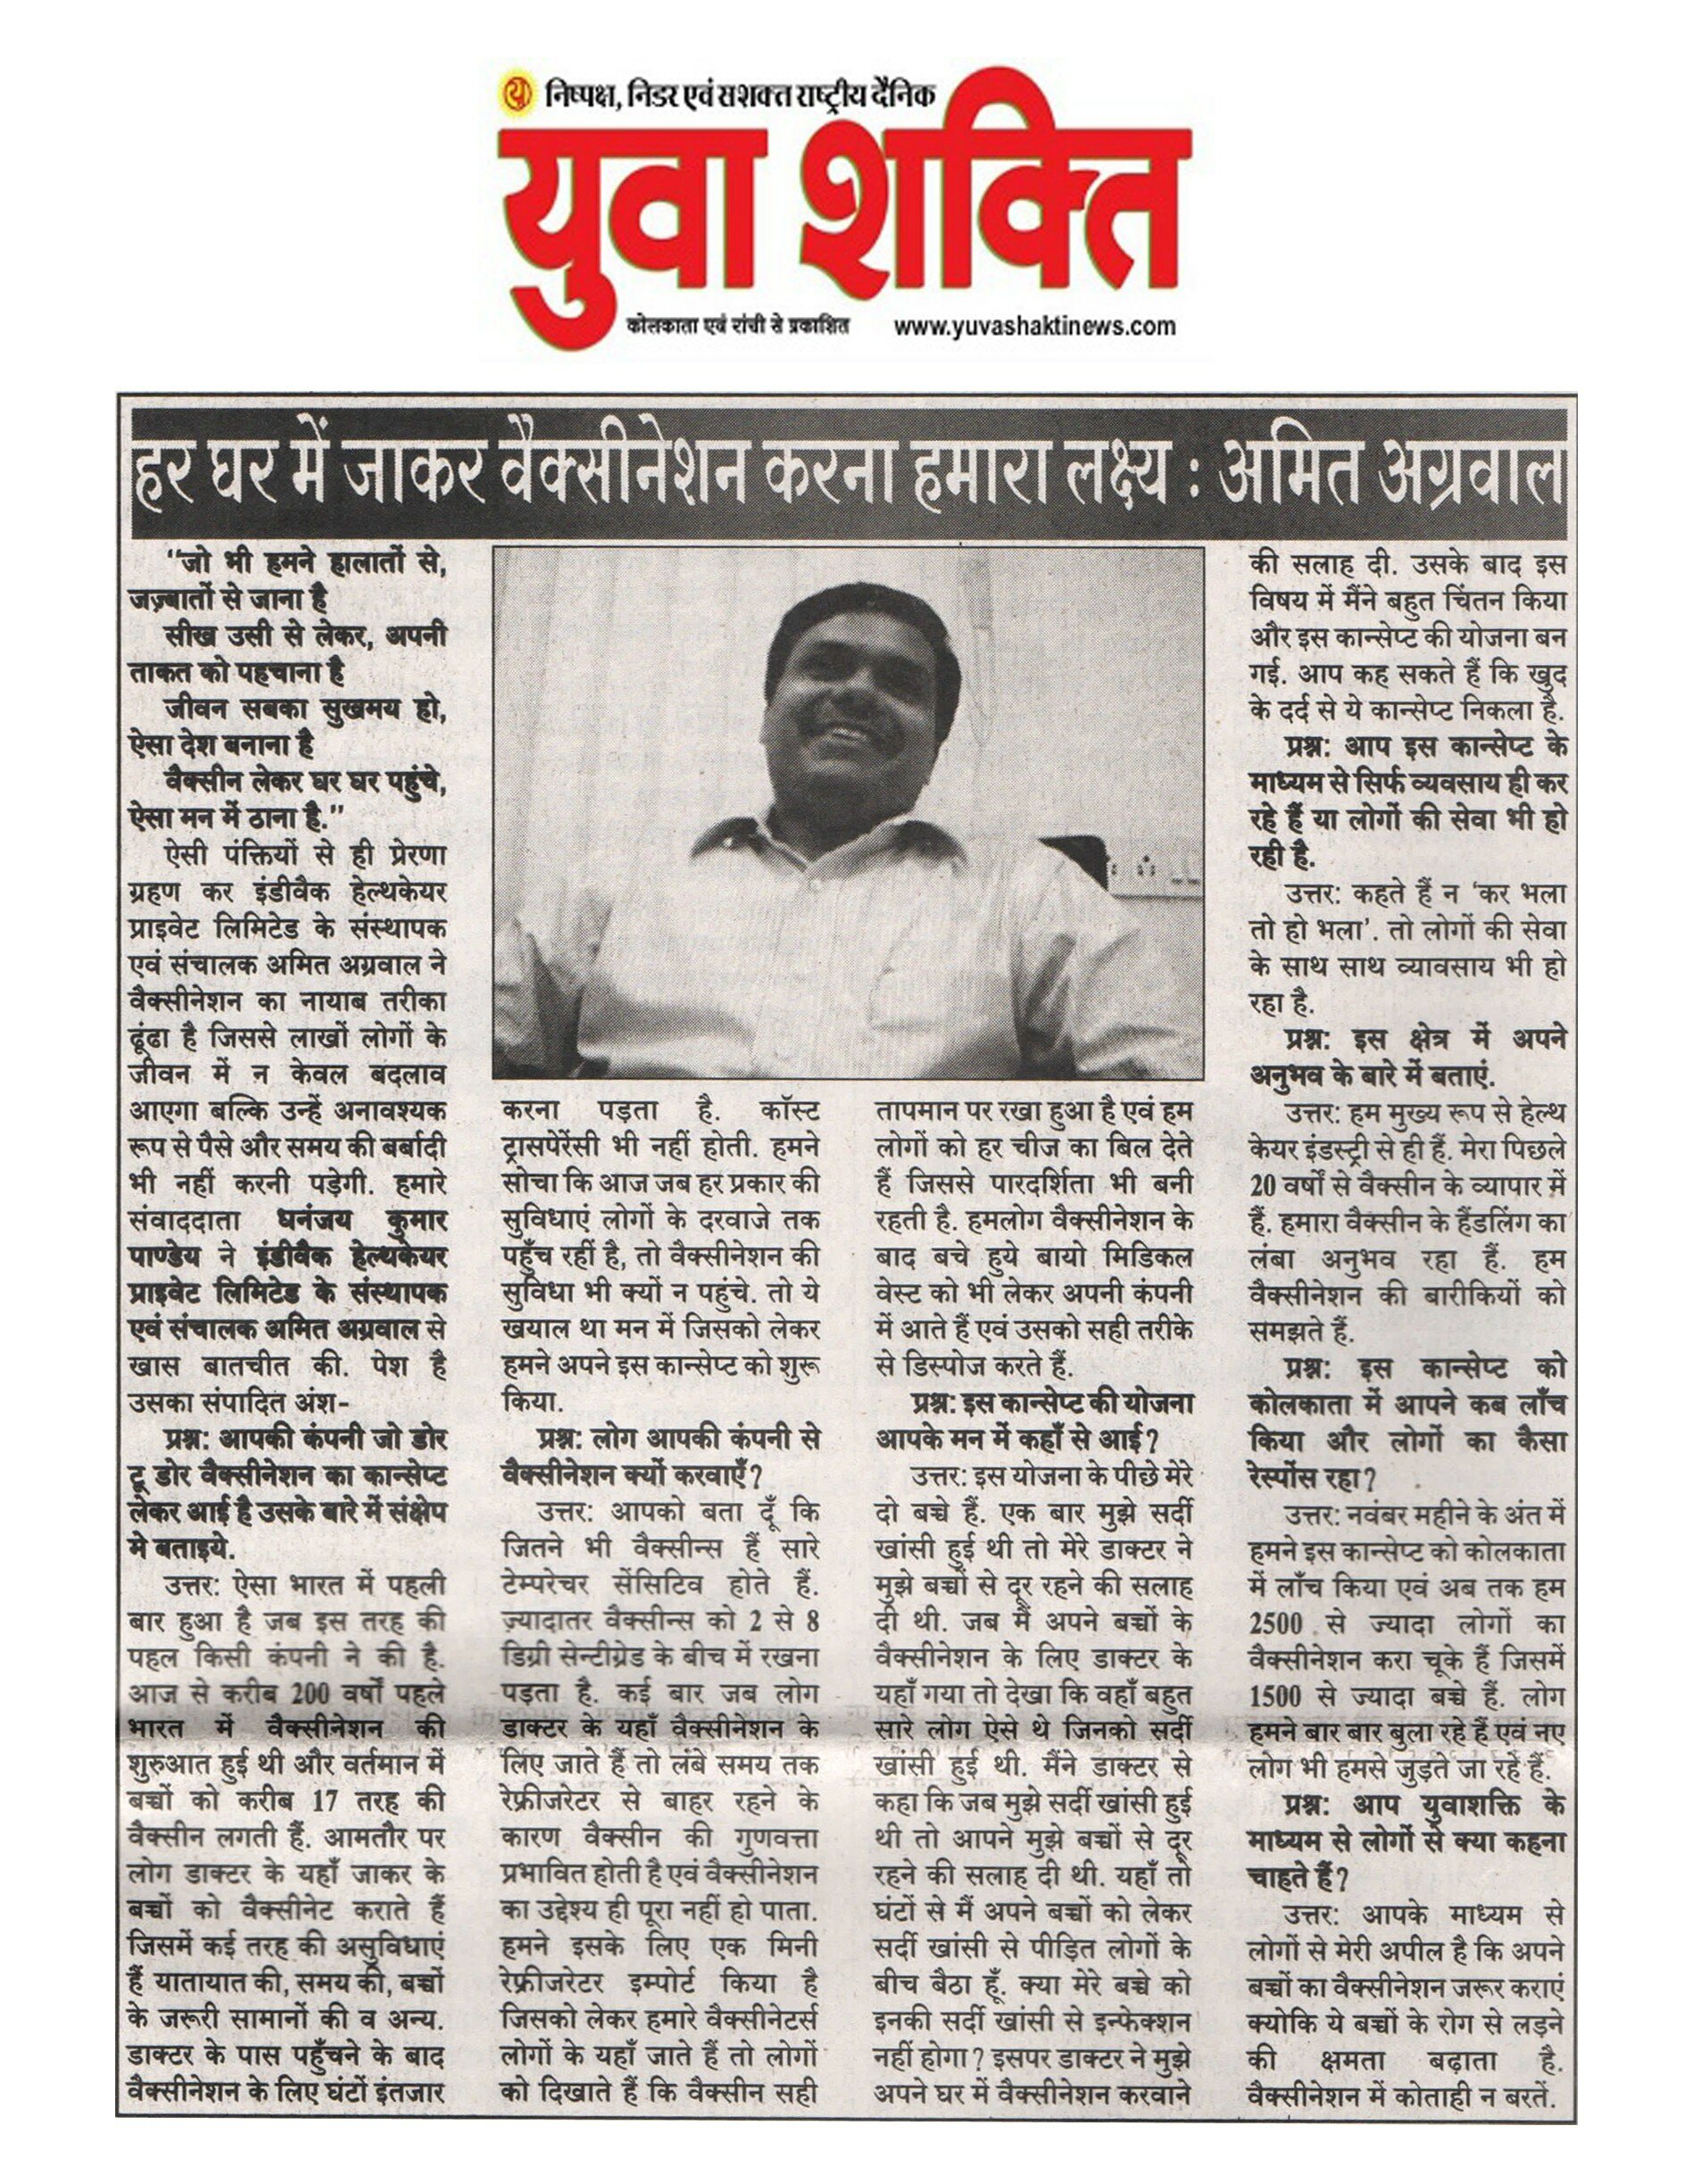 निष्पक्ष, निडर एवं सशक्त राष्ट्रीय दैनिक
युवा शक्ति
कोलकाता एवं रांची से प्रकाशित www.yuvashaktinews.com
हर घर में जाकर वैक्सीनेशन करना हमारा लक्ष्य : अमित अग्रवाल
"जो भी हमने हालातों से,
जज़्बातों से जाना है
सीख उसी से लेकर, अपनी
ताकत को पहचाना है
जीवन सबका सुखमय हो,
ऐसा देश बनाना है
वैक्सीन लेकर घर घर पहुंचे,
ऐसा मन में ठाना है."
ऐसी पंक्तियों से ही प्रेरणा
ग्रहण कर इंडीवैक हेल्थकेयर
प्राइवेट लिमिटेड के संस्थापक
एवं संचालक अमित अग्रवाल ने
वैक्सीनेशन का नायाब तरीका
ढूंढा है जिससे लाखों लोगों के
जीवन में न केवल बदलाव
आएगा बल्कि उन्हें अनावश्यक
रूप से पैसे और समय की बर्बादी
भी नहीं करनी पड़ेगी. हमारे
संवाददाता धनंजय कुमार
पाण्डेय ने इंडीवैक हेल्थकेयर
प्राइवेट लिमिटेड के संस्थापक
एवं संचालक अमित अग्रवाल से
खास बातचीत की. पेश है
उसका संपादित अंश-
प्रश्न: आपकी कंपनी जो डोर
टू डोर वैक्सीनेशन का कान्सेप्ट
लेकर आई है उसके बारे में संक्षेप
मे बताइये.
उत्तर: ऐसा भारत में पहली
बार हुआ है जब इस तरह की
पहल किसी कंपनी ने की है.
आज से करीब 200 वर्षों पहले
भारत में वैक्सीनेशन की
शुरुआत हुई थी और वर्तमान में
बच्चों को करीब 17 तरह की
वैक्सीन लगती हैं. आमतौर पर
लोग डाक्टर के यहाँ जाकर के
बच्चों को वैक्सीनेट कराते हैं
जिसमें कई तरह की असुविधाएं
हैं यातायात की, समय की, बच्चों
के जरूरी सामानों की व अन्य.
डाक्टर के पास पहुँचने के बाद
वैक्सीनेशन के लिए घंटों इंतजार
करना पड़ता है. कॉस्ट
ट्रासपेरेंसी भी नहीं होती. हमने
सोचा कि आज जब हर प्रकार की
सुविधाएं लोगों के दरवाजे तक
पहुँच रहीं है, तो वैक्सीनेशन की
सुविधा भी क्यों न पहुंचे. तो ये
खयाल था मन में जिसको लेकर
हमने अपने इस कान्सेप्ट को शुरू
किया.
प्रश्न: लोग आपकी कंपनी से
वैक्सीनेशन क्यों करवाएँ?
उत्तर: आपको बता दूँ कि
जितने भी वैक्सीन्स हैं सारे
टेम्परेचर सेंसिटिव होते हैं.
ज़्यादातर वैक्सीन्स को 2 से 8
डिग्री सेन्टीग्रेड के बीच में रखना
पड़ता है. कई बार जब लोग
डाक्टर के यहाँ वैक्सीनेशन के
लिए जाते हैं तो लंबे समय तक
रेफ्रीजरेटर से बाहर रहने के
कारण वैक्सीन की गुणवत्ता
प्रभावित होती है एवं वैक्सीनेशन
का उद्देश्य ही पूरा नहीं हो पाता.
हमने इसके लिए एक मिनी
रेफ्रीजरेटर इम्पोर्ट किया है
जिसको लेकर हमारे वैक्सीनेटर्स
लोगों के यहाँ जाते हैं तो लोगों
को दिखाते हैं कि वैक्सीन सही
तापमान पर रखा हुआ है एवं हम
लोगों को हर चीज का बिल देते
हैं जिससे पारदर्शिता भी बनी
रहती है. हमलोग वैक्सीनेशन के
बाद बचे हुये बायो मिडिकल
वेस्ट को भी लेकर अपनी कंपनी
में आते हैं एवं उसको सही तरीके
से डिस्पोज करते हैं.
प्रश्न: इस कान्सेप्ट की योजना
आपके मन में कहाँ से आई?
उत्तर: इस योजना के पीछे मेरे
दो बच्चे हैं. एक बार मुझे सर्दी
खांसी हुई थी तो मेरे डाक्टर ने
मुझे बच्चों से दूर रहने की सलाह
दी थी. जब मैं अपने बच्चों के
वैक्सीनेशन के लिए डाक्टर के
यहाँ गया तो देखा कि वहाँ बहुत
सारे लोग ऐसे थे जिनको सर्दी
खांसी हुई थी. मैंने डाक्टर से
कहा कि जब मुझे सर्दी खांसी हुई
थी तो आपने मुझे बच्चों से दूर
रहने की सलाह दी थी. यहाँ तो
घंटों से मैं अपने बच्चों को लेकर
सर्दी खांसी से पीड़ित लोगों के
बीच बैठा हूँ. क्या मेरे बच्चे को
इनकी सर्दी खांसी से इन्फेक्शन
नहीं होगा? इसपर डाक्टर ने मुझे
अपने घर में वैक्सीनेशन करवाने
की सलाह दी. उसके बाद इस
विषय में मैंने बहुत चिंतन किया
और इस कान्सेप्ट की योजना बन
गई. आप कह सकते हैं कि खुद
के दर्द से ये कान्सेप्ट निकला है.
प्रश्न: आप इस कान्सेप्ट के
माध्यम से सिर्फ व्यवसाय ही कर
रहे हैं या लोगों की सेवा भी हो
रही है.
उत्तर: कहते हैं न 'कर भला
तो हो भला'. तो लोगों की सेवा
के साथ साथ व्यावसाय भी हो
रहा है.
प्रश्न: इस क्षेत्र में अपने
अनुभव के बारे में बताएं.
उत्तर: हम मुख्य रूप से हेल्थ
केयर इंडस्ट्री से ही हैं. मेरा पिछले
20 वर्षों से वैक्सीन के व्यापार में
हैं. हमारा वैक्सीन के हैंडलिंग का
लंबा अनुभव रहा हैं. हम
वैक्सीनेशन की बारीकियों को
समझते हैं.
प्रश्न: इस कान्सेप्ट को
कोलकाता में आपने कब लाँच
किया और लोगों का कैसा
रेस्पोंस रहा?
उत्तर: नवंबर महीने के अंत में
हमने इस कान्सेप्ट को कोलकाता
में लाँच किया एवं अब तक हम
2500 से ज्यादा लोगों का
वैक्सीनेशन करा चूके हैं जिसमें
1500 से ज्यादा बच्चे हैं. लोग
हमने बार बार बुला रहे हैं एवं नए
लोग भी हमसे जुड़ते जा रहे हैं.
प्रश्न: आप युवाशक्ति के
माध्यम से लोगों से क्या कहना
चाहते हैं?
उत्तर: आपके माध्यम से
लोगों से मेरी अपील है कि अपने
बच्चों का वैक्सीनेशन जरूर कराएं
क्योकि ये बच्चों के रोग से लड़ने
की क्षमता बढ़ाता है.
वैक्सीनेशन में कोताही न बरतें.